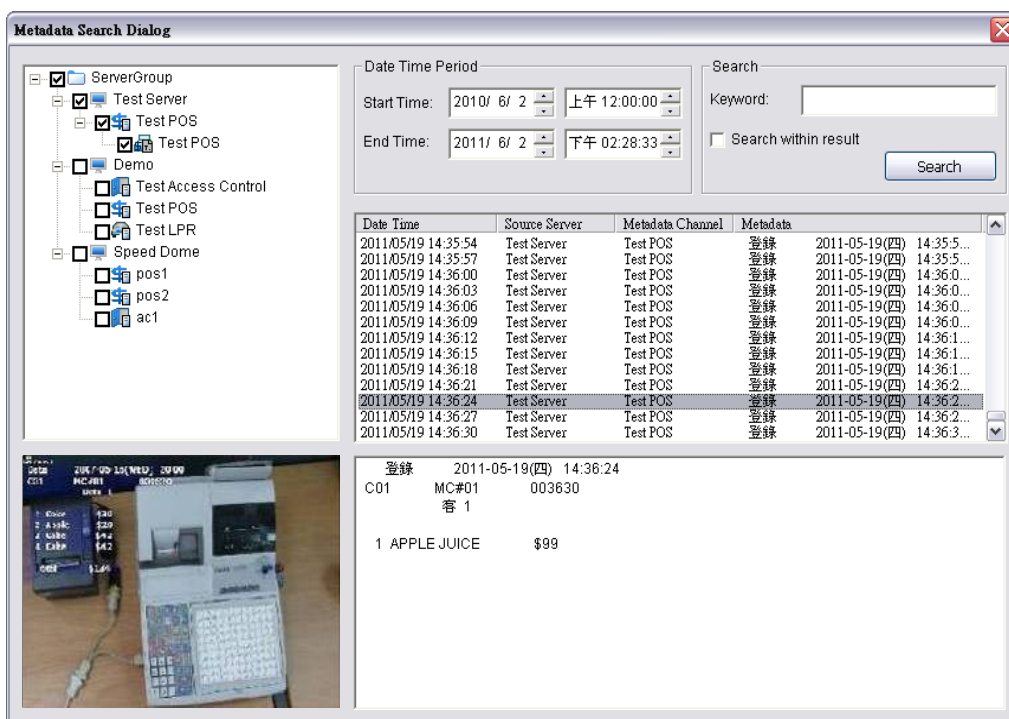 Metadata Search Dialog
ServerGroup
Test Server
Test POS
Test POS
Demo
Test Access Control
Test POS
Test LPR
Speed Dome
pos1
pos2
ac1
Date Time Period
Start Time: 2010/ 6/ 2 上午 12:00:00
End Time: 2011/ 6/ 2 下午 02:28:33
Search
Keyword:
Search within result
Search
Date Time Source Server Metadata Channel Metadata
2011/05/19 14:35:54 Test Server Test POS 登錄 2011-05-19(四) 14:35:5...
2011/05/19 14:35:57 Test Server Test POS 登錄 2011-05-19(四) 14:35:5...
2011/05/19 14:36:00 Test Server Test POS 登錄 2011-05-19(四) 14:36:0...
2011/05/19 14:36:03 Test Server Test POS 登錄 2011-05-19(四) 14:36:0...
2011/05/19 14:36:06 Test Server Test POS 登錄 2011-05-19(四) 14:36:0...
2011/05/19 14:36:09 Test Server Test POS 登錄 2011-05-19(四) 14:36:0...
2011/05/19 14:36:12 Test Server Test POS 登錄 2011-05-19(四) 14:36:1...
2011/05/19 14:36:15 Test Server Test POS 登錄 2011-05-19(四) 14:36:1...
2011/05/19 14:36:18 Test Server Test POS 登錄 2011-05-19(四) 14:36:1...
2011/05/19 14:36:21 Test Server Test POS 登錄 2011-05-19(四) 14:36:2...
2011/05/19 14:36:24 Test Server Test POS 登錄 2011-05-19(四) 14:36:2...
2011/05/19 14:36:27 Test Server Test POS 登錄 2011-05-19(四) 14:36:2...
2011/05/19 14:36:30 Test Server Test POS 登錄 2011-05-19(四) 14:36:3...
C01 MC#01
2 Apple $20
登錄 2011-05-19(四) 14:36:24
C01 MC#01 003630
客 1
1 APPLE JUICE $99